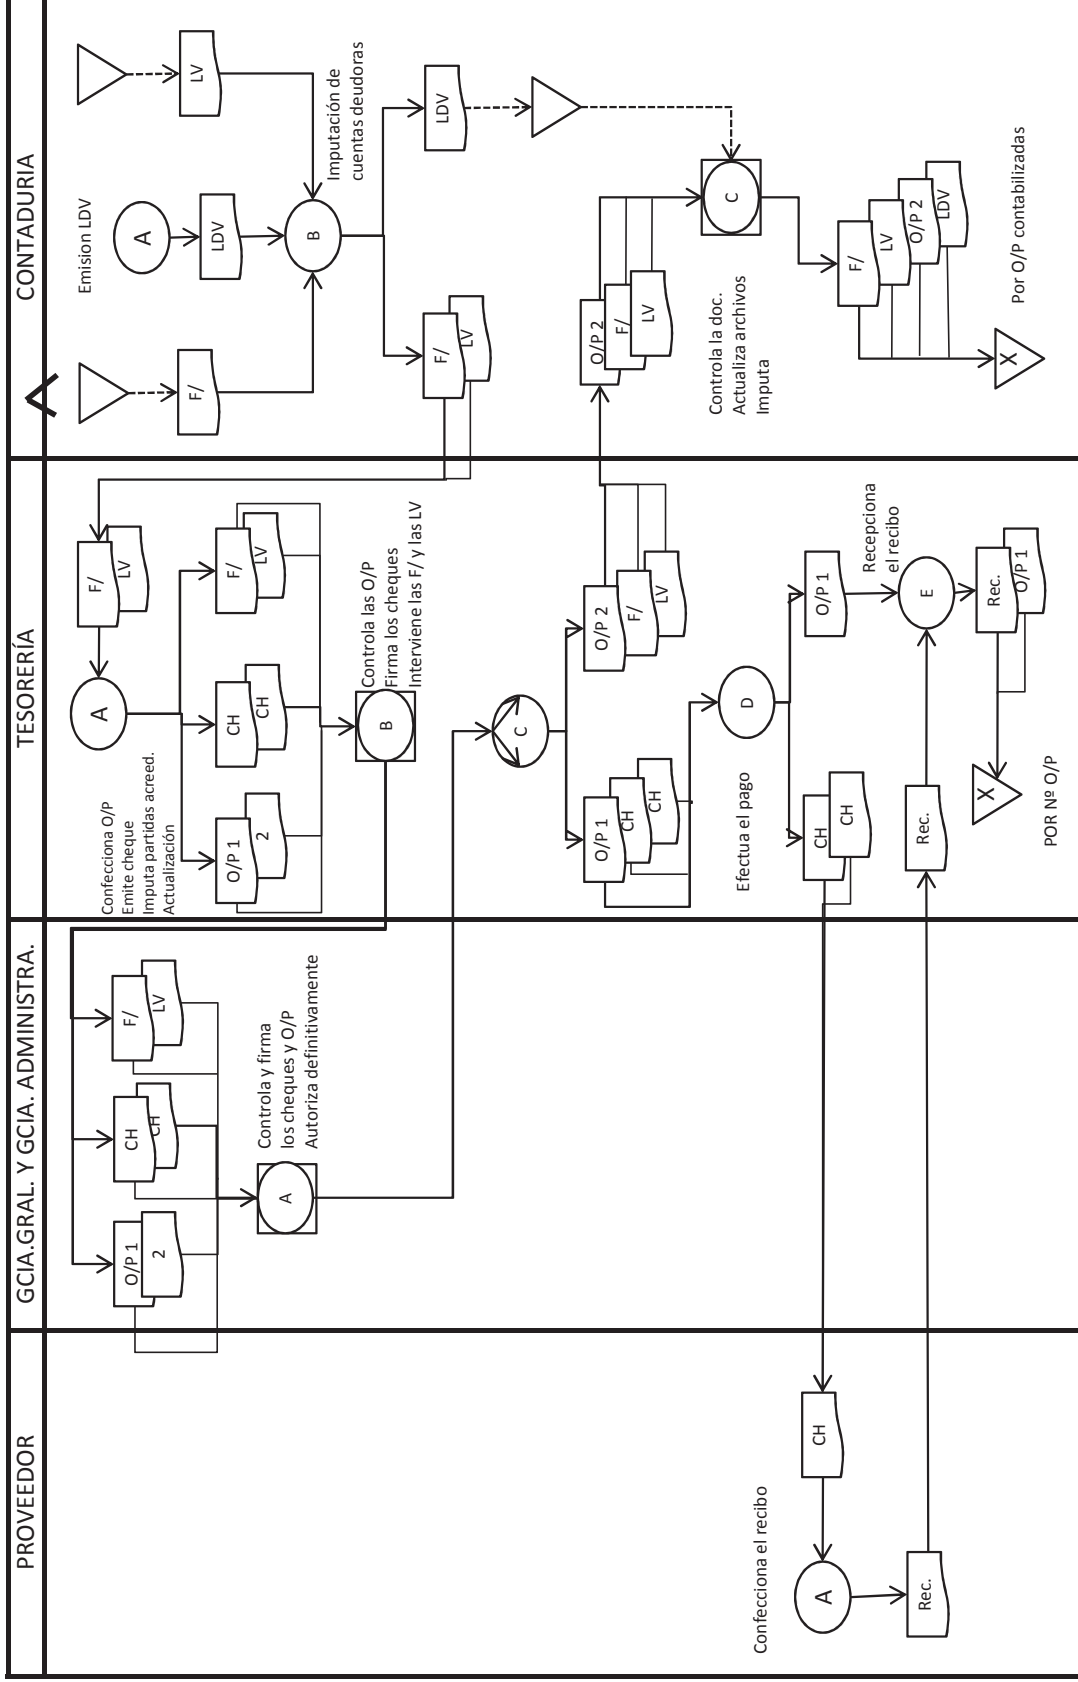 PROVEEDOR
GCIA.GRAL. Y GCIA. ADMINISTRA.
TESORERÍA
CONTADURIA
Emision LDV
A
LDV
F/
LV
B
Imputación de
cuentas deudoras
F/
LV
LDV
F/
LV
A
Confecciona O/P
Emite cheque
Imputa partidas acreed.
Actualización
O/P 1
2
CH
CH
F/
LV
B
Controla las O/P
Firma los cheques
Interviene las F/ y las LV
O/P 1
2
CH
CH
F/
LV
A
Controla y firma
los cheques y O/P
Autoriza definitivamente
C
O/P 1
CH
CH
O/P 2
F/
LV
O/P 2
F/
LV
C
Controla la doc.
Actualiza archivos
Imputa
F/
LV
O/P 2
LDV
X
Por O/P contabilizadas
D
Efectua el pago
CH
CH
O/P 1
CH
A
Confecciona el recibo
Rec.
Rec.
E
Recepciona
el recibo
Rec.
O/P 1
X
POR Nº O/P